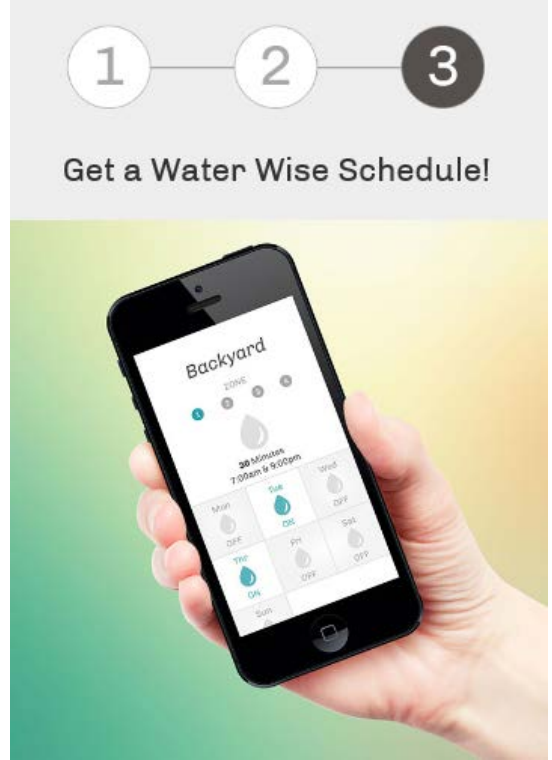 1 2 3
Get a Water Wise Schedule!
Backyard
ZONE
1 2 3 4
30 Minutes
7:00am & 9:00pm
Mon Tue Wed
OFF ON OFF
Thr Fri Sat
ON OFF OFF
Sun